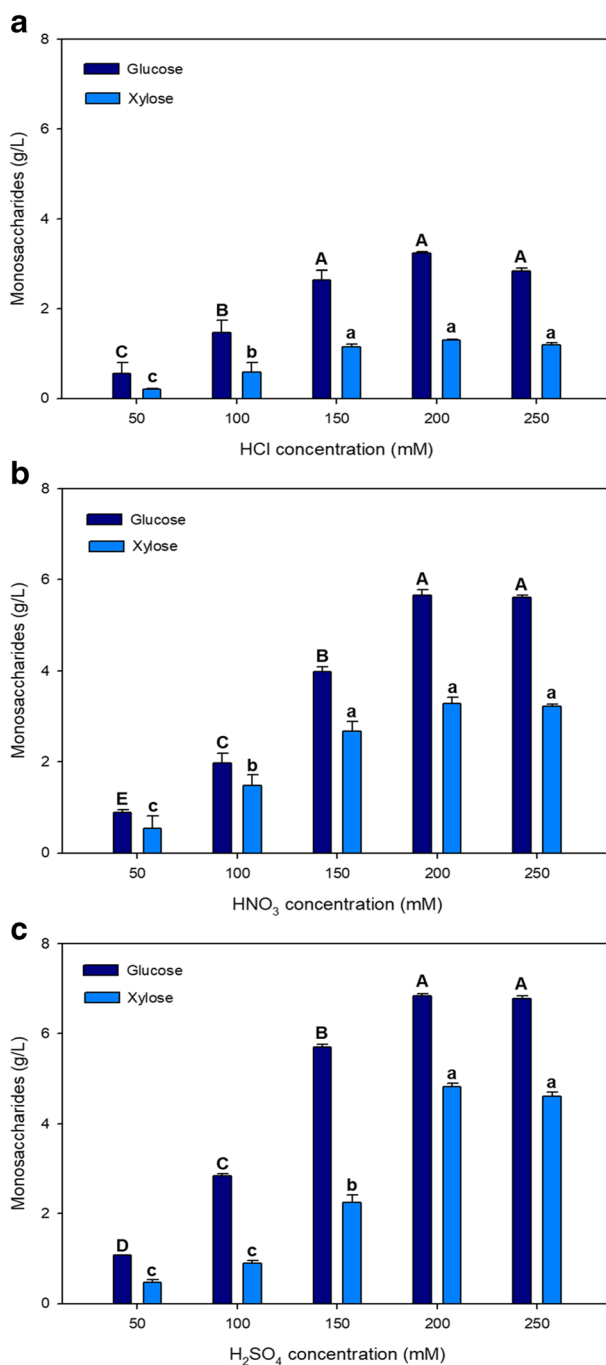 a
8
Glucose
Xylose
6
Monosaccharides (g/L)
4
A
A
A
2
B
C
a
a
a
b
c
0
50 100 150 200 250
HCl concentration (mM)
b
8
Glucose
Xylose
6
Monosaccharides (g/L)
A
A
4
B
a
a
a
2
C
b
E
c
0
50 100 150 200 250
HNO₃ concentration (mM)
c
8
Glucose
Xylose
A
A
6
Monosaccharides (g/L)
B
a
a
4
C
2
b
D
c
c
0
50 100 150 200 250
H₂SO₄ concentration (mM)